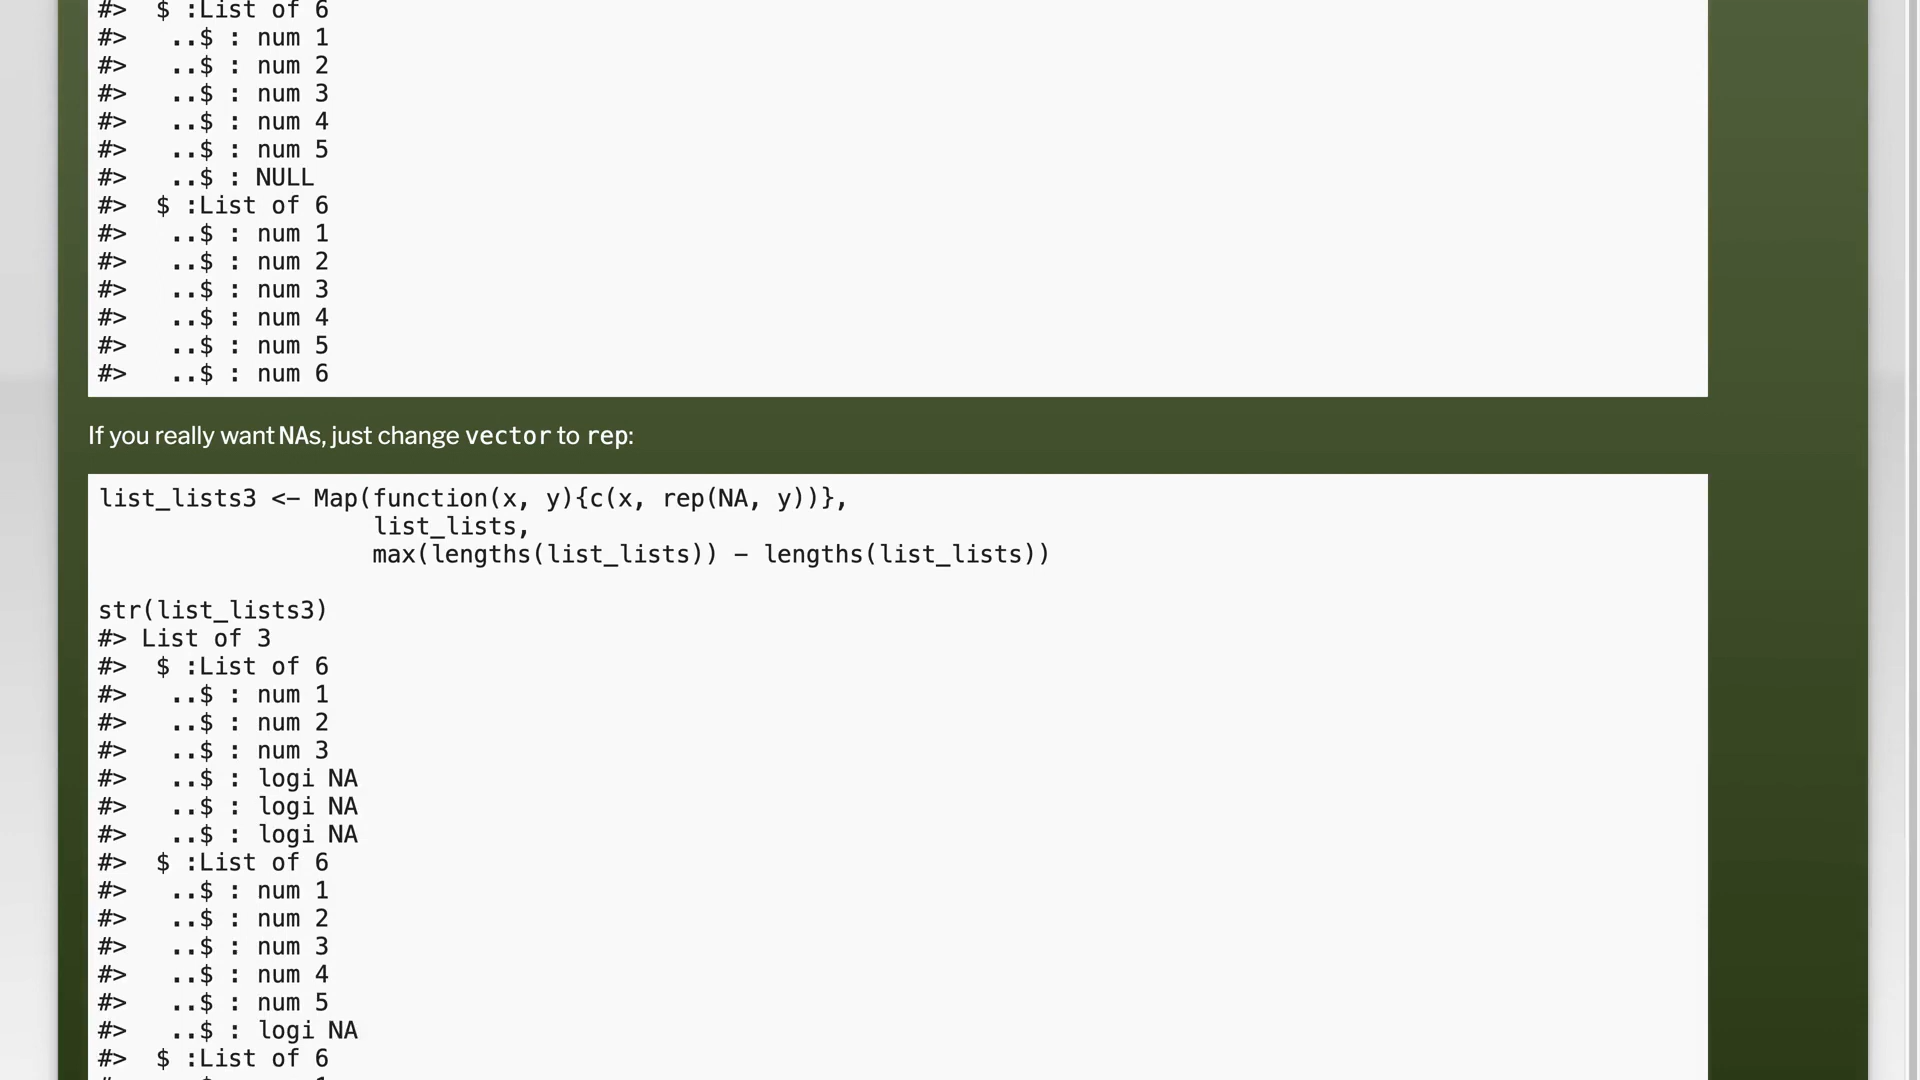 #>  $ :List of 6
#>   ..$ : num 1
#>   ..$ : num 2
#>   ..$ : num 3
#>   ..$ : num 4
#>   ..$ : num 5
#>   ..$ : NULL
#>  $ :List of 6
#>   ..$ : num 1
#>   ..$ : num 2
#>   ..$ : num 3
#>   ..$ : num 4
#>   ..$ : num 5
#>   ..$ : num 6
If you really want NAs, just change vector to rep:
list_lists3 <- Map(function(x, y){c(x, rep(NA, y))},
                   list_lists,
                   max(lengths(list_lists)) - lengths(list_lists))
str(list_lists3)
#> List of 3
#>  $ :List of 6
#>   ..$ : num 1
#>   ..$ : num 2
#>   ..$ : num 3
#>   ..$ : logi NA
#>   ..$ : logi NA
#>   ..$ : logi NA
#>  $ :List of 6
#>   ..$ : num 1
#>   ..$ : num 2
#>   ..$ : num 3
#>   ..$ : num 4
#>   ..$ : num 5
#>   ..$ : logi NA
#>  $ :List of 6